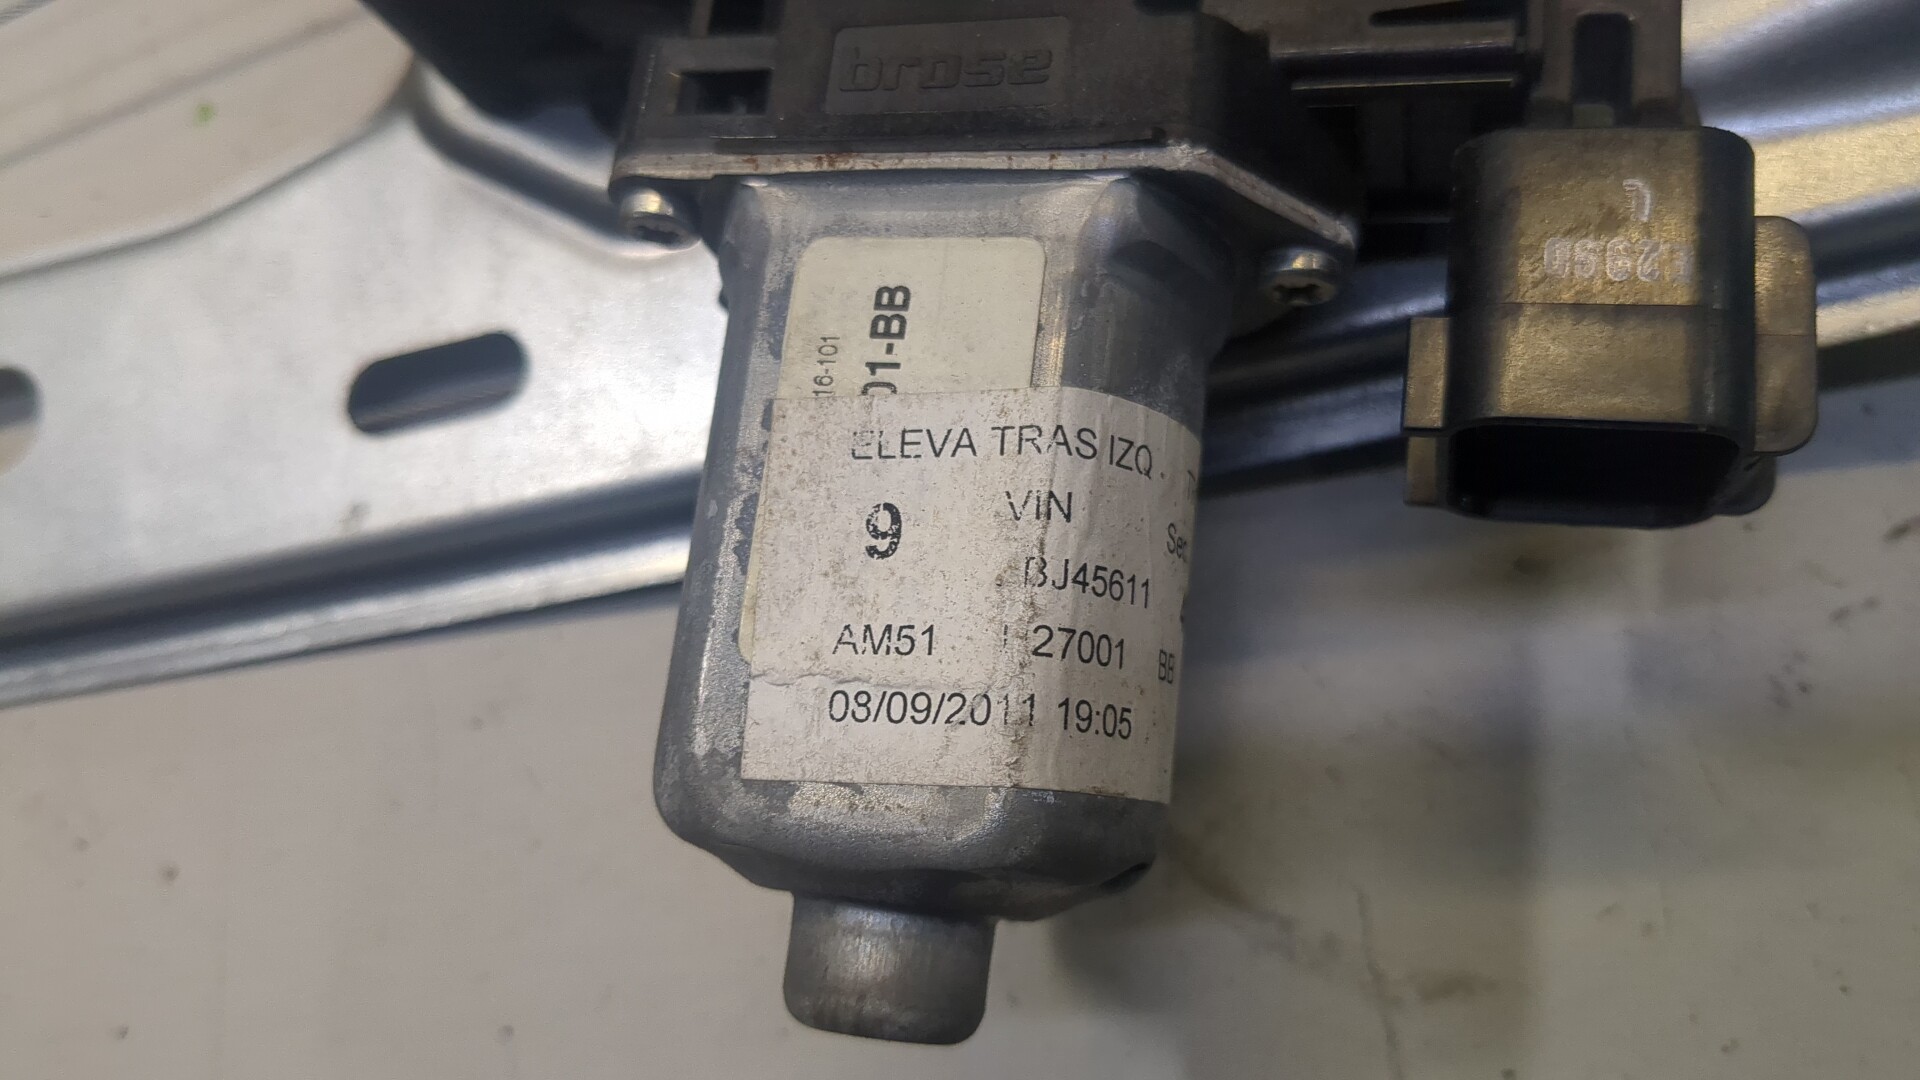 brose
16-101
01-BB
ELEVA TRAS IZQ.
9 VIN
BJ45611
AM51 27001 BB
08/09/2011 19:05